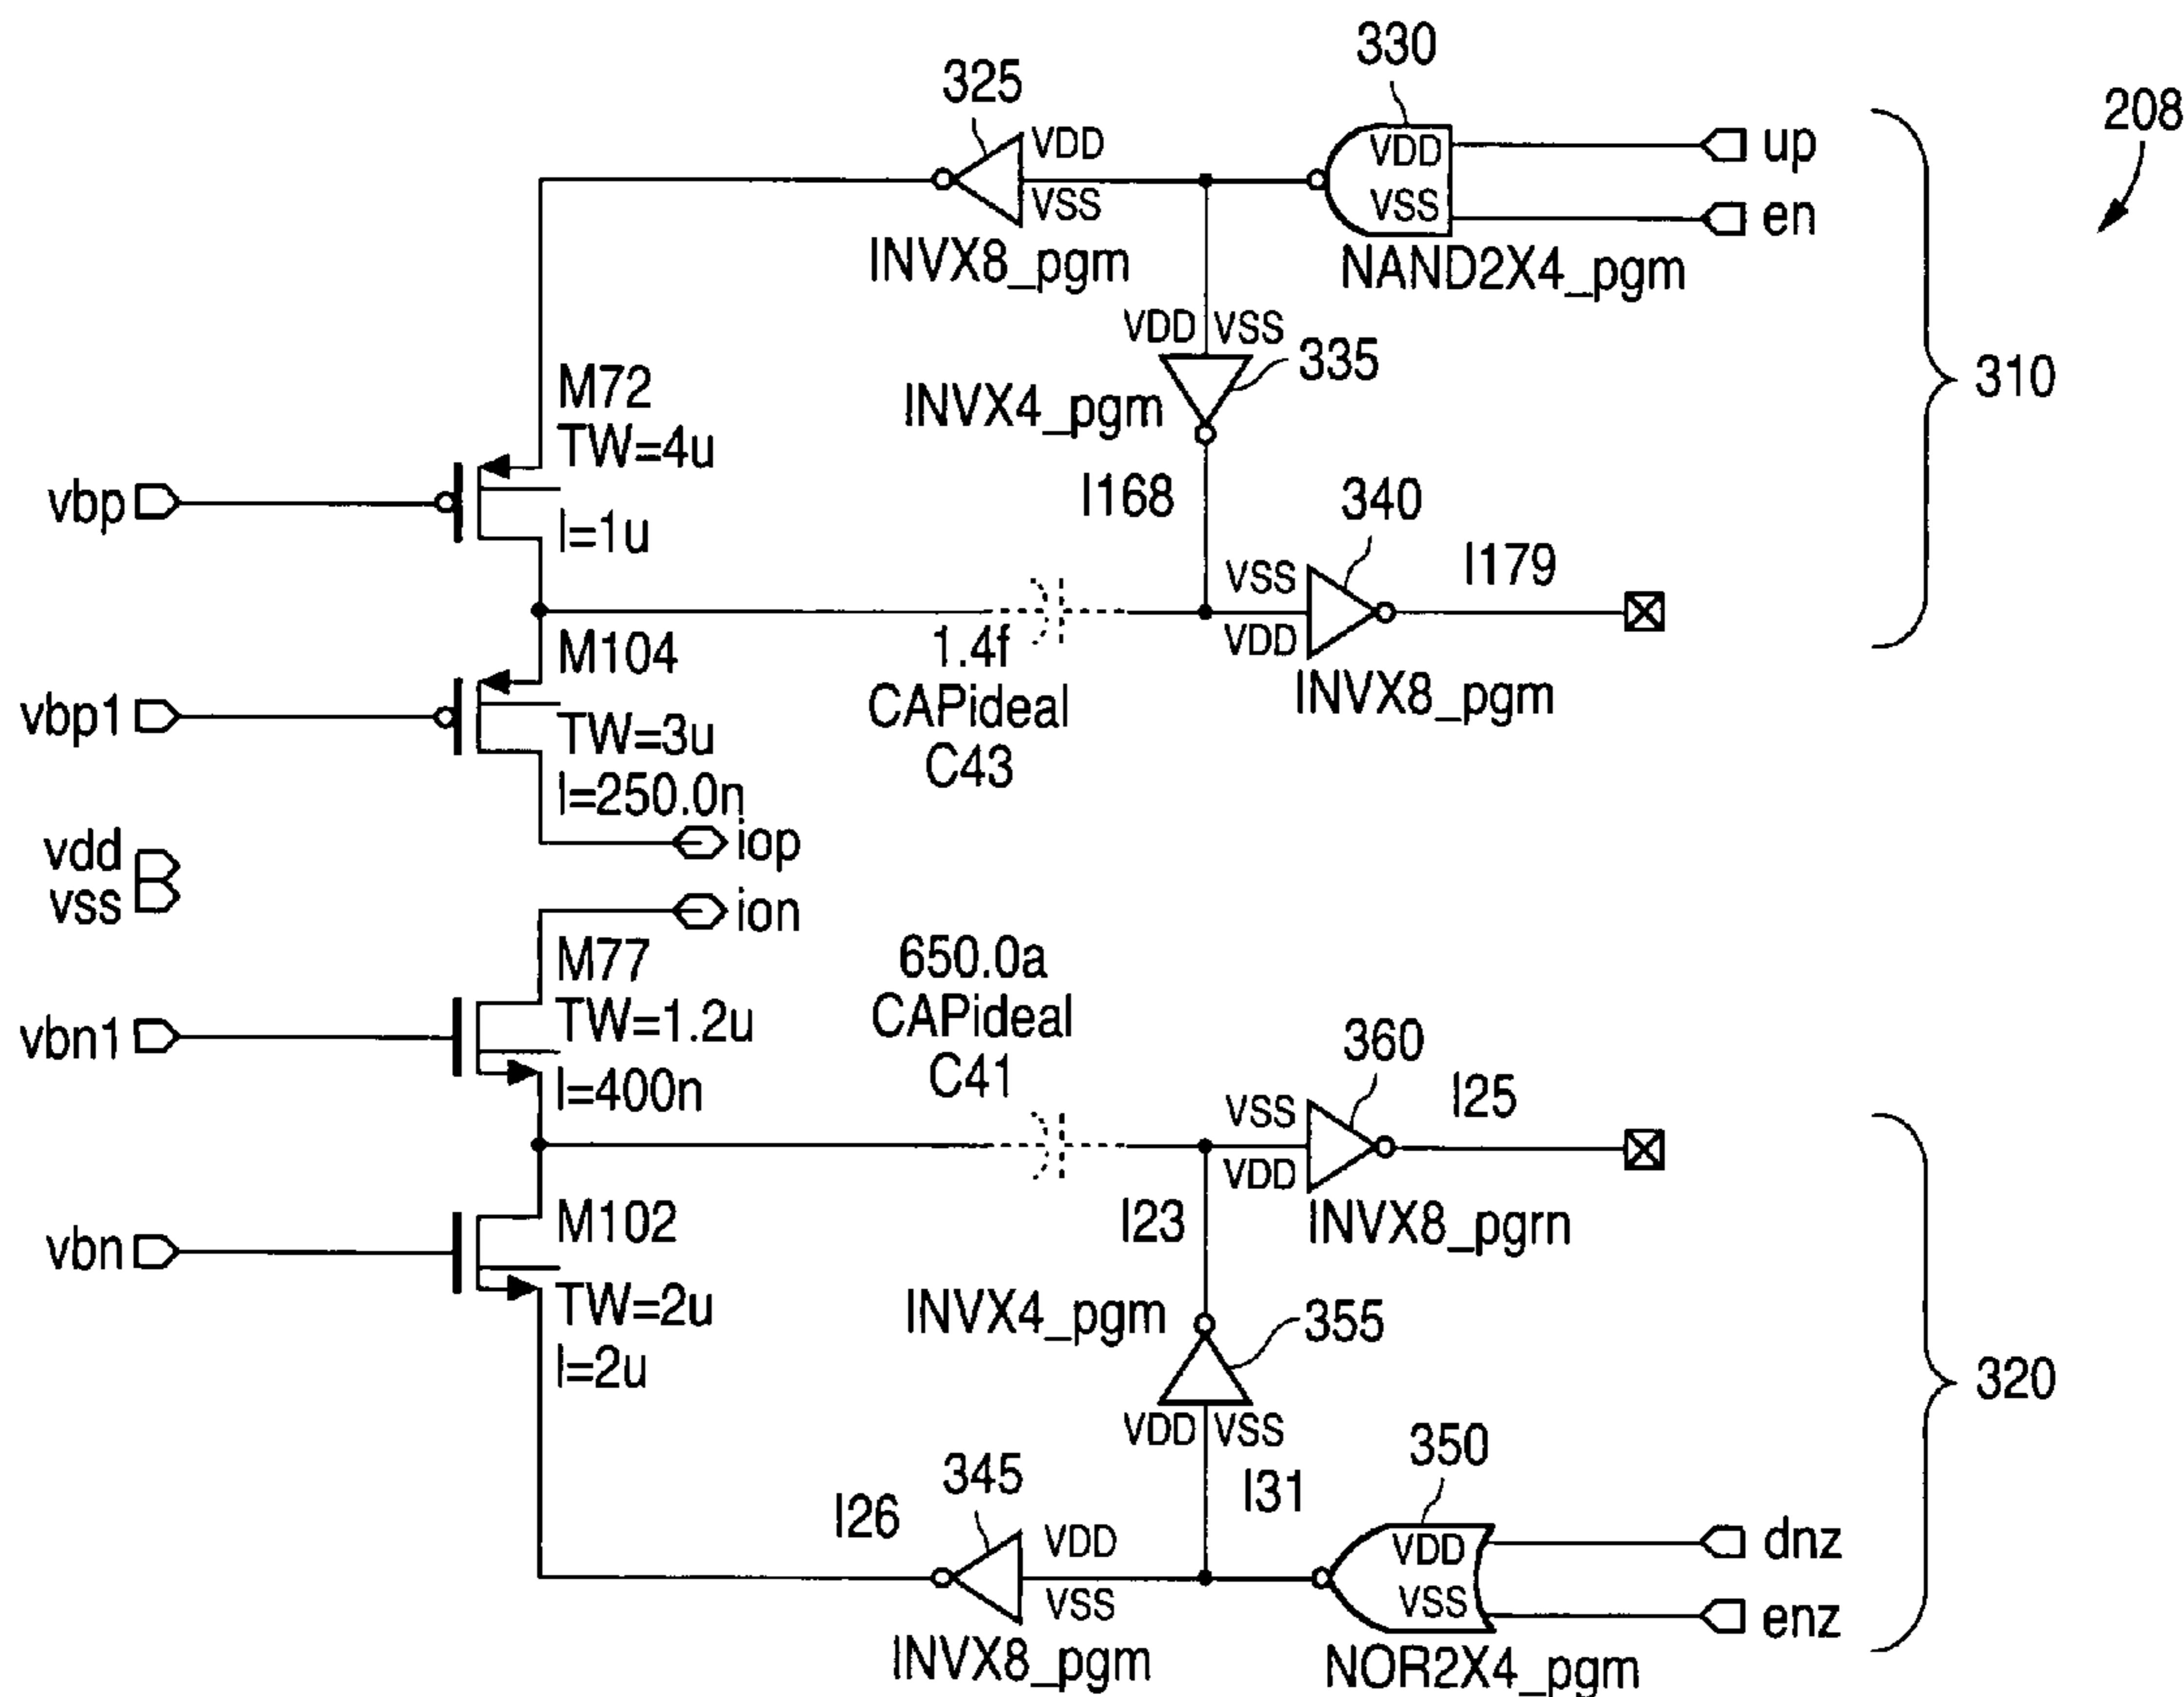 330
208
325
VDD
VSS
INVX8_pgm
VDD
VSS
up
en
NAND2X4_pgm
310
VDD VSS
335
INVX4_pgm
I168
M72
TW=4u
l=1u
vbp
340
VSS
VDD
I179
INVX8_pgm
1.4f
CAPideal
C43
M104
TW=3u
l=250.0n
vbp1
iop
vdd
vss
ion
M77
TW=1.2u
l=400n
vbn1
650.0a
CAPideal
C41
360
VSS
VDD
I25
INVX8_pgrn
I23
M102
TW=2u
l=2u
vbn
INVX4_pgm
355
VDD VSS
I31
320
I26
345
VDD
VSS
INVX8_pgm
350
VDD
VSS
dnz
enz
NOR2X4_pgm